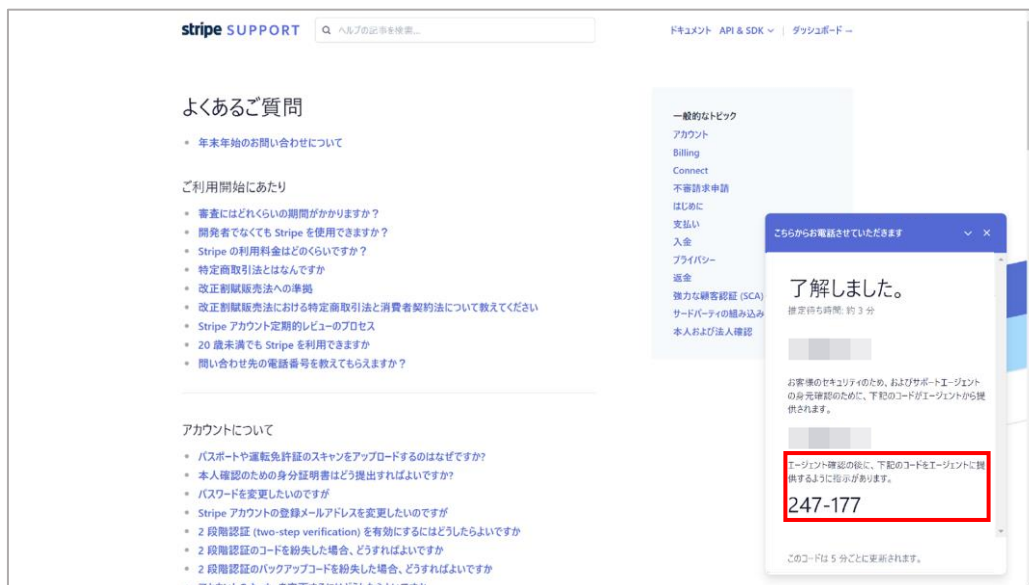 stripe SUPPORT
ヘルプの記事を検索...
ドキュメント API & SDK ダッシュボード→
よくあるご質問
年末年始のお問い合わせについて
ご利用開始にあたり
審査にはどれくらいの期間がかかりますか？
開発者でなくても Stripe を使用できますか？
Stripe の利用料金はどのくらいですか？
特定商取引法とはなんですか
改正割賦販売法への準拠
改正割賦販売法における特定商取引法と消費者契約法について教えてください
Stripe アカウント定期的レビューのプロセス
20 歳未満でも Stripe を利用できますか
問い合わせ先の電話番号を教えてもらえますか？
アカウントについて
パスポートや運転免許証のスキャンをアップロードするのはなぜですか?
本人確認のための身分証明書はどう提出すればよいですか?
パスワードを変更したいのですが
Stripe アカウントの登録メールアドレスを変更したいのですが
2 段階認証 (two-step verification) を有効にするにはどうしたらよいですか
2 段階認証のコードを紛失した場合、どうすればよいですか
2 段階認証のバックアップコードを紛失した場合、どうすればよいですか
一般的なトピック
アカウント
Billing
Connect
不審請求申請
はじめに
支払い
入金
プライバシー
返金
強力な顧客認証 (SCA)
サードパーティの組み込み
本人および法人確認
こちらからお電話させていただきます
了解しました。
推定待ち時間: 約 3 分
お客様のセキュリティのため、およびサポートエージェント
の身元確認のために、下記のコードがエージェントから提
供されます。
エージェント確認の後に、下記のコードをエージェントに提
供するように指示があります。
247-177
このコードは 5 分ごとに更新されます。